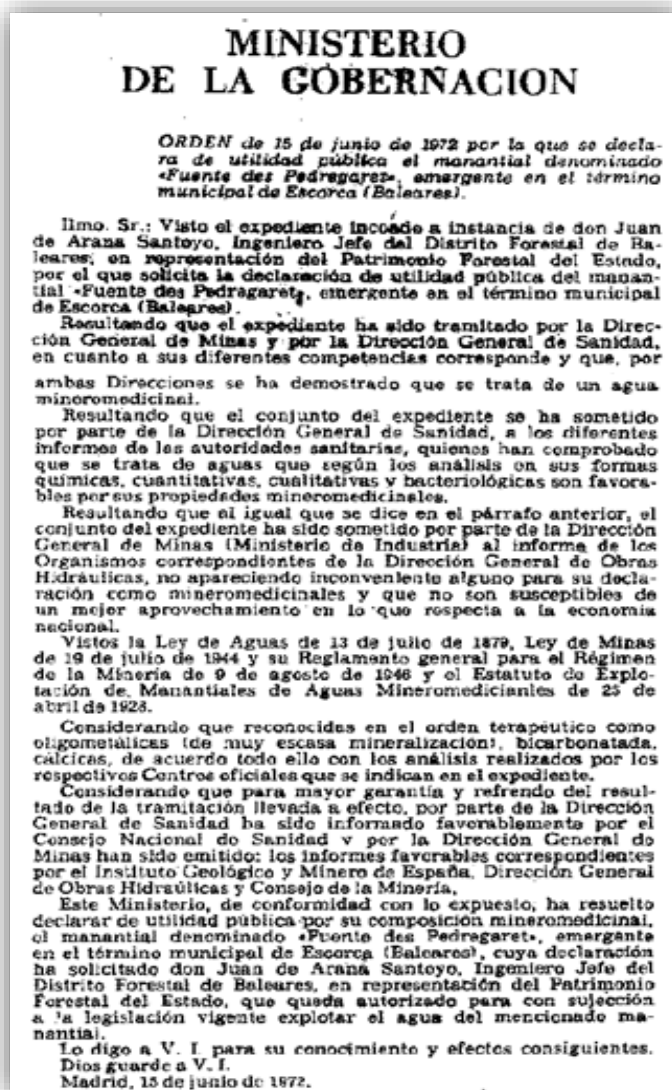 MINISTERIO
DE LA GOBERNACION
ORDEN de 15 de junio de 1972 por la que se decla-
ra de utilidad pública el manantial denominado
«Fuente des Pedregaret», emergente en el término
municipal de Escorca (Baleares).
Ilmo. Sr.: Visto el expediente incoado a instancia de don Juan
de Arana Santoyo, Ingeniero Jefe del Distrito Forestal de Ba-
leares, en representación del Patrimonio Forestal del Estado,
por el que solicita la declaración de utilidad pública del manan-
tial «Fuente des Pedragaret», emergente en el término municipal
de Escorca (Baleares).
Resultando que el expediente ha sido tramitado por la Direc-
ción General de Minas y por la Dirección General de Sanidad,
en cuanto a sus diferentes competencias corresponde y que, por
ambas Direcciones se ha demostrado que se trata de un agua
mineromedicinal.
Resultando que el conjunto del expediente se ha sometido
por parte de la Dirección General de Sanidad, a los diferentes
informes de las autoridades sanitarias, quienes han comprobado
que se trata de aguas que según los análisis en sus formas
químicas, cuantitativas, cualitativas y bacteriológicas son favora-
bles por sus propiedades mineromedicinales.
Resultando que al igual que se dice en el párrafo anterior, el
conjunto del expediente ha sido sometido por parte de la Dirección
General de Minas (Ministerio de Industria) al informe de los
Organismos correspondientes de la Dirección General de Obras
Hidráulicas, no apareciendo inconveniente alguno para su decla-
ración como mineromedicinales y que no son susceptibles de
un mejor aprovechamiento en lo que respecta a la economía
nacional.
Vistos la Ley de Aguas de 13 de julio de 1879, Ley de Minas
de 19 de julio de 1944 y su Reglamento general para el Régimen
de la Minería de 9 de agosto de 1946 y el Estatuto de Explo-
tación de Manantiales de Aguas Mineromediciantes de 25 de
abril de 1928.
Considerando que reconocidas en el orden terapéutico como
oligometálicas (de muy escasa mineralización), bicarbonatada,
cálcicas, de acuerdo todo ello con los análisis realizados por los
respectivos Centros oficiales que se indican en el expediente.
Considerando que para mayor garantía y refrendo del resul-
tado de la tramitación llevada a efecto, por parte de la Dirección
General de Sanidad ha sido informado favorablemente por el
Consejo Nacional de Sanidad y por la Dirección General de
Minas han sido emitido: los informes favorables correspondientes
por el Instituto Geológico y Minero de España, Dirección General
de Obras Hidraúlicas y Consejo de la Minería,
Este Ministerio, de conformidad con lo expuesto, ha resuelto
declarar de utilidad pública por su composición mineromedicinal,
el manantial denominado «Fuente des Pedregaret», emergente
en el término municipal de Escorca (Baleares), cuya declaración
ha solicitado don Juan de Arana Santoyo, Ingeniero Jefe del
Distrito Forestal de Baleares, en representación del Patrimonio
Forestal del Estado, que queda autorizado para con sujección
a la legislación vigente explotar el agua del mencionado ma-
nantial.
Lo digo a V. I. para su conocimiento y efectos consiguientes.
Dios guarde a V. I.
Madrid, 15 de junio de 1972.